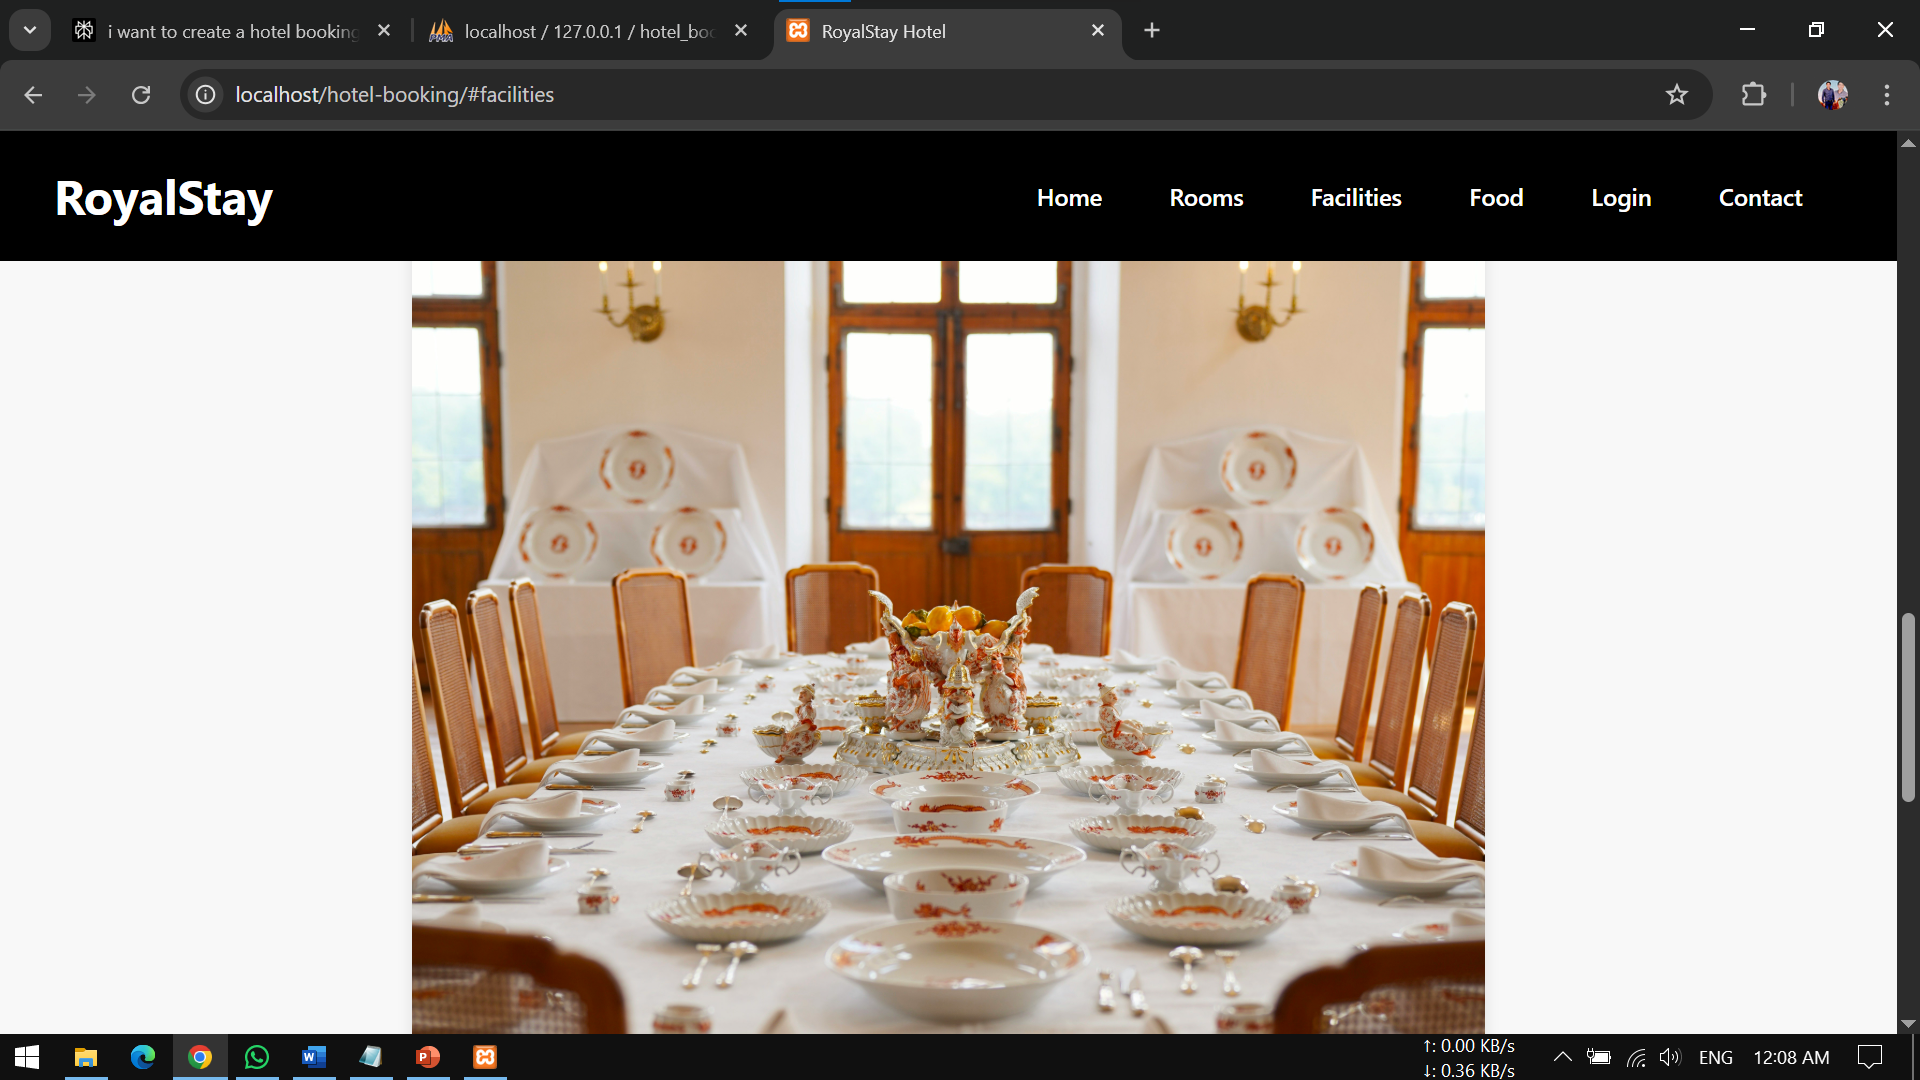 i want to create a hotel booking
localhost / 127.0.0.1 / hotel_boo
RoyalStay Hotel
localhost/hotel-booking/#facilities
RoyalStay
Home
Rooms
Facilities
Food
Login
Contact
↑: 0.00 KB/s
↓: 0.36 KB/s
ENG
12:08 AM